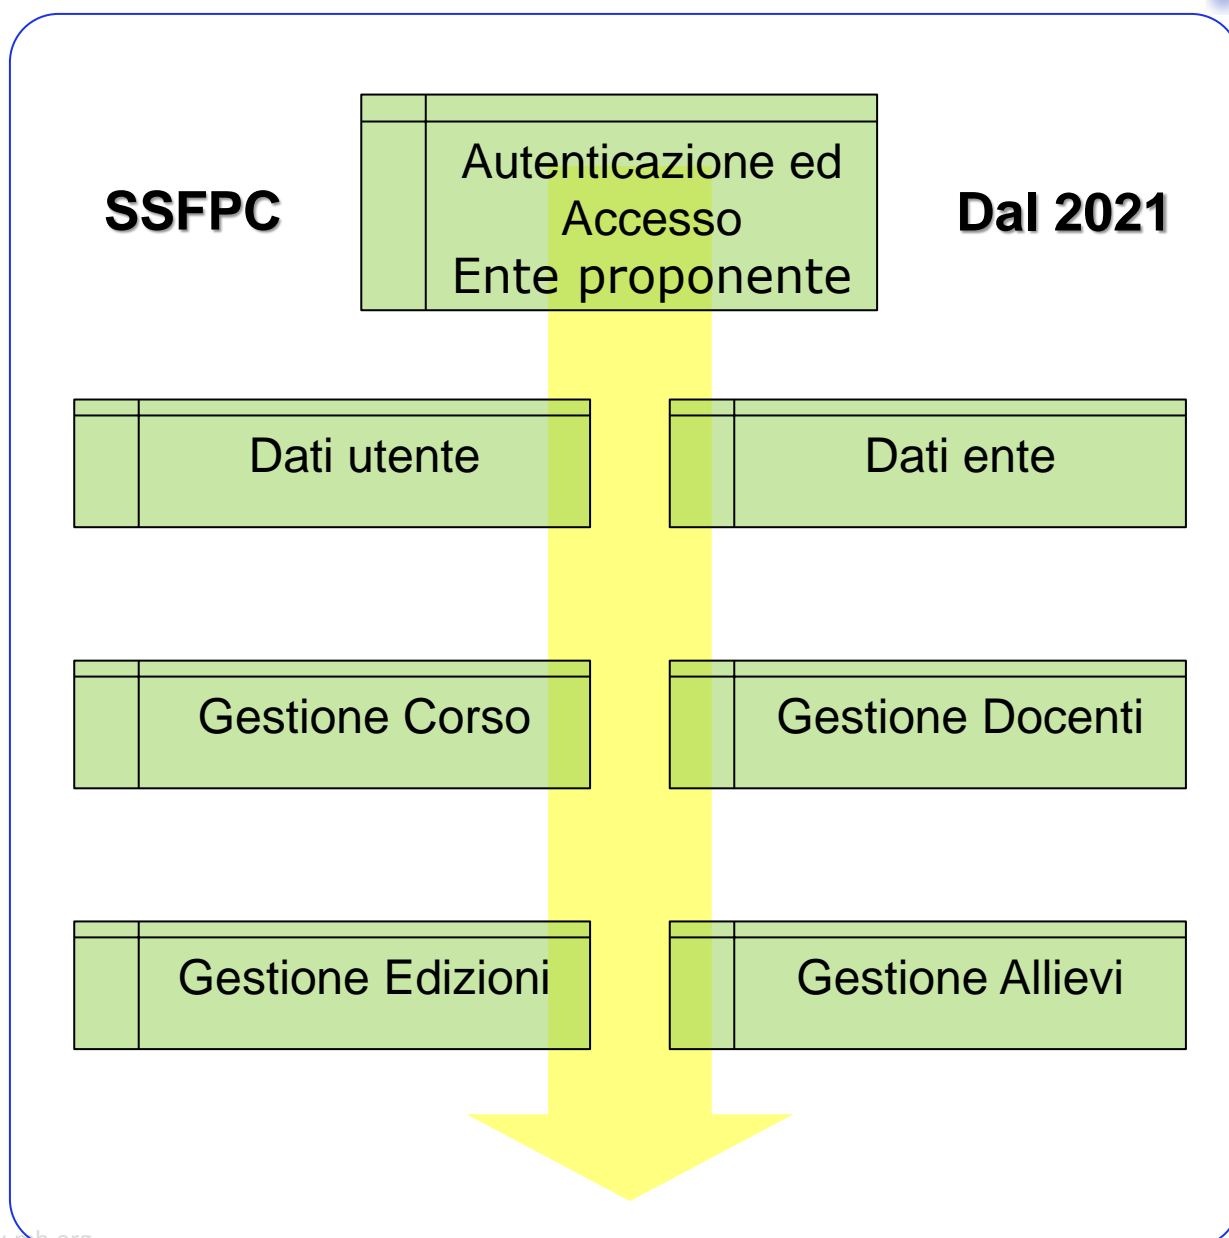 Autenticazione ed
Accesso
Ente proponente
SSFPC
Dal 2021
Dati utente
Dati ente
Gestione Corso
Gestione Docenti
Gestione Edizioni
Gestione Allievi